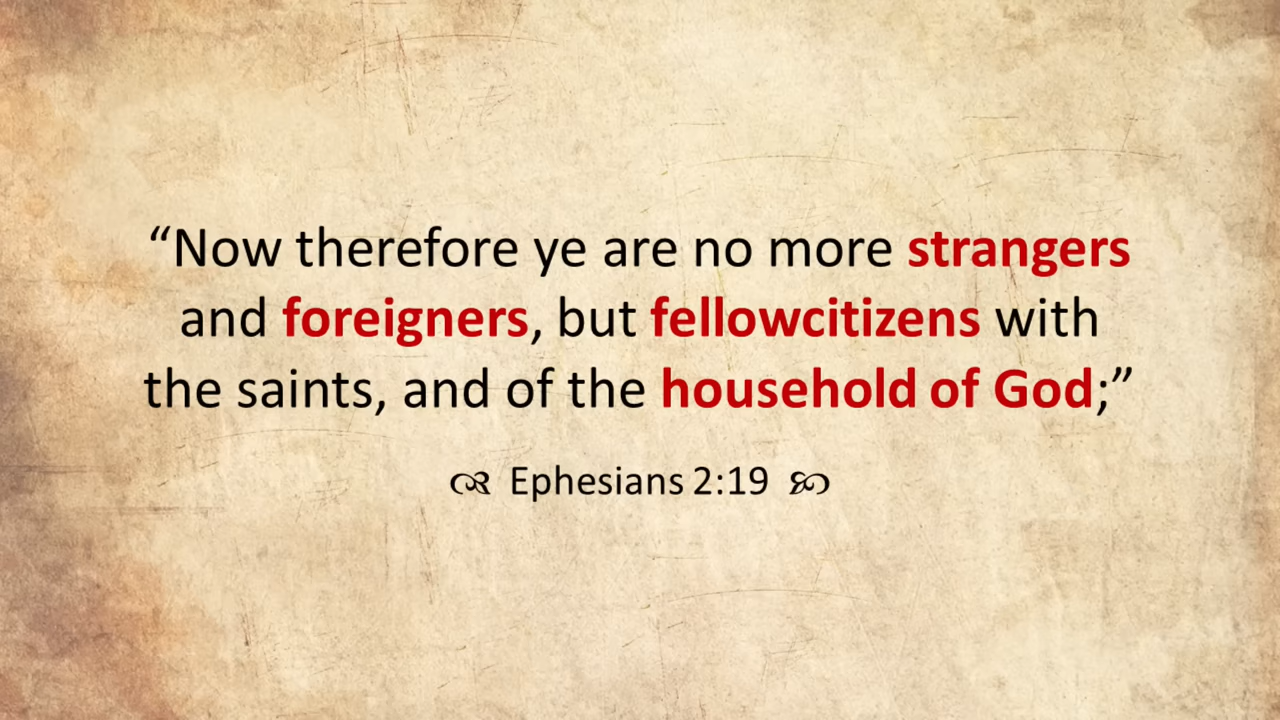 “Now therefore ye are no more strangers
and foreigners, but fellowcitizens with
the saints, and of the household of God;”
Ephesians 2:19